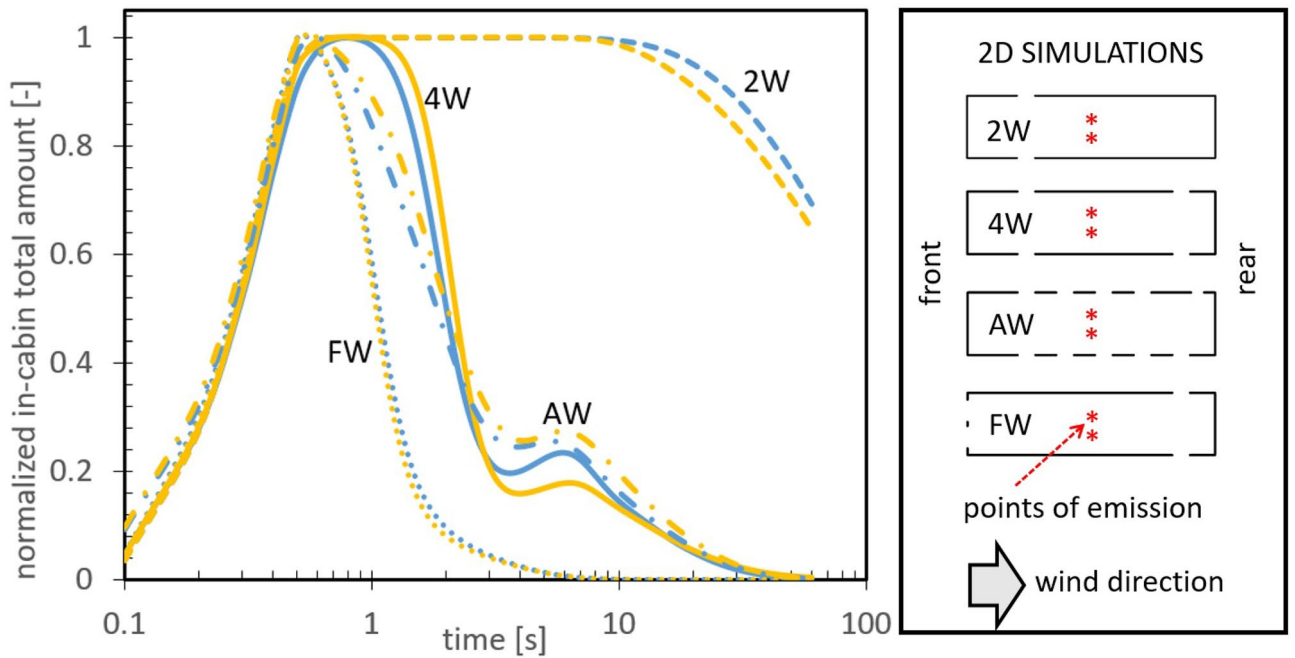 normalized in-cabin total amount [-]
1
0.8
0.6
0.4
0.2
0
0.1
1
10
100
time [s]
4W
2W
FW
AW
2D SIMULATIONS
front
rear
2W
**
4W
**
AW
**
FW
**
points of emission
wind direction